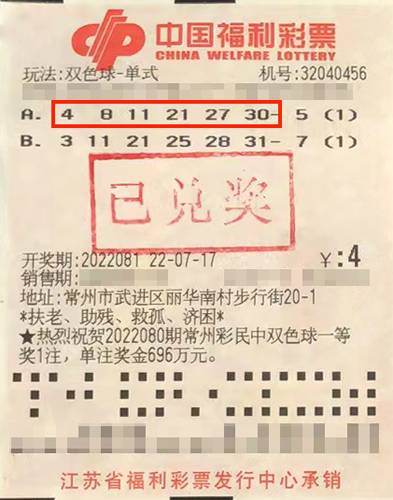 中国福利彩票
CHINA WELFARE LOTTERY
玩法:双色球-单式 机号:32040456
A. 4 8 11 21 27 30- 5 (1)
B. 3 11 21 25 28 31- 7 (1)
已兑奖
开奖期:2022081 22-07-17 ¥:4
销售期:
地址:常州市武进区丽华南村步行街20-1
*扶老、助残、救孤、济困*
★热烈祝贺2022080期常州彩民中双色球一等
奖1注，单注奖金696万元。
江苏省福利彩票发行中心承销